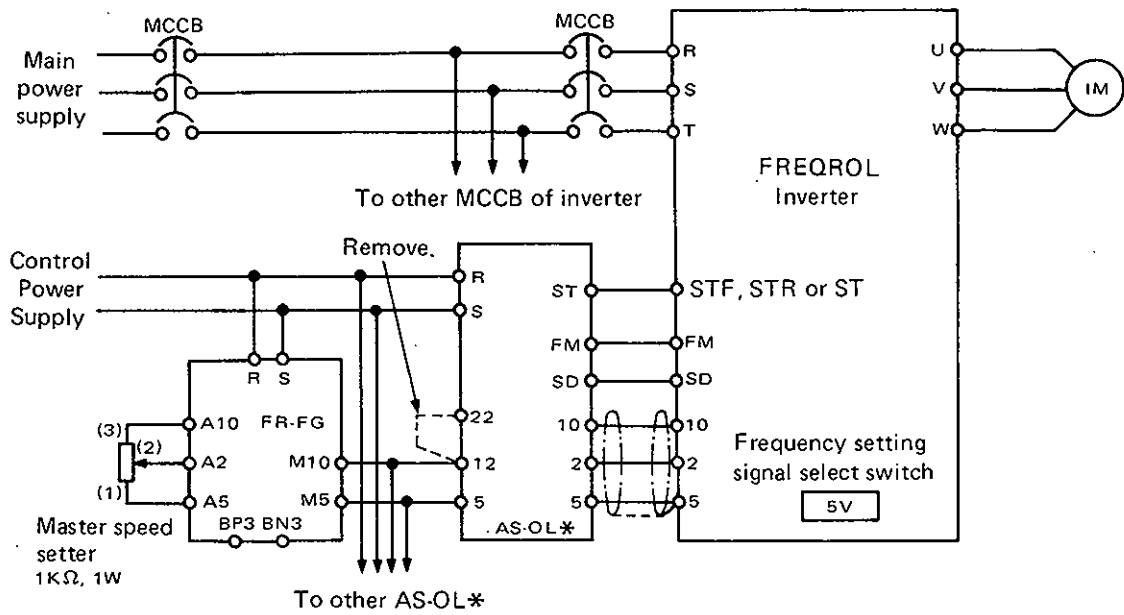 MCCB
MCCB
Main
power
supply
R
S
T
U
V
W
IM
FREQROL
Inverter
To other MCCB of inverter
Remove.
Control
Power
Supply
R
S
ST
STF, STR or ST
FM
FM
SD
SD
R S
FR-FG
22
10
10
(3)
A10
(2)
A2
M10
12
2
2
(1)
A5
M5
5
5
5
Frequency setting
signal select switch
5V
AS-OL*
BP3 BN3
Master speed
setter
1KΩ, 1W
To other AS-OL*